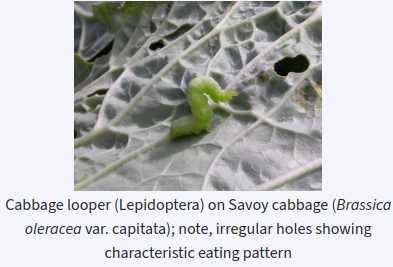 Cabbage looper (Lepidoptera) on Savoy cabbage (Brassica
oleracea var. capitata); note, irregular holes showing
characteristic eating pattern